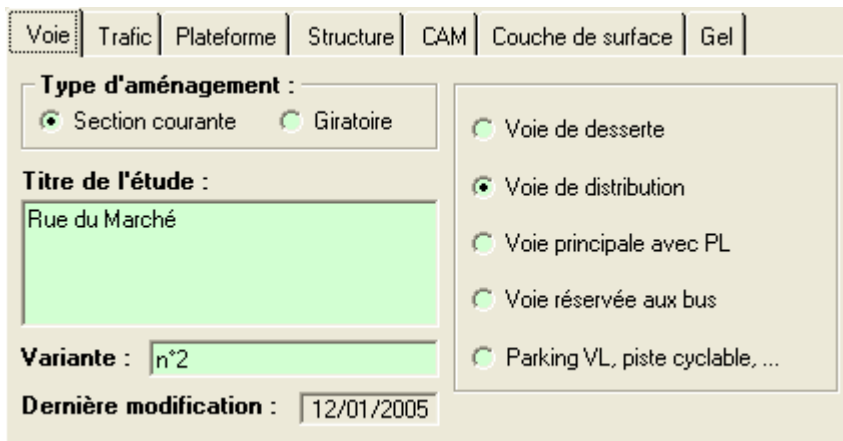 Voie Trafic Plateforme Structure CAM Couche de surface Gel
Type d'aménagement :
Section courante Giratoire
Titre de l'étude :
Rue du Marché
Variante : n°2
Dernière modification : 12/01/2005
Voie de desserte
Voie de distribution
Voie principale avec PL
Voie réservée aux bus
Parking VL, piste cyclable, ...